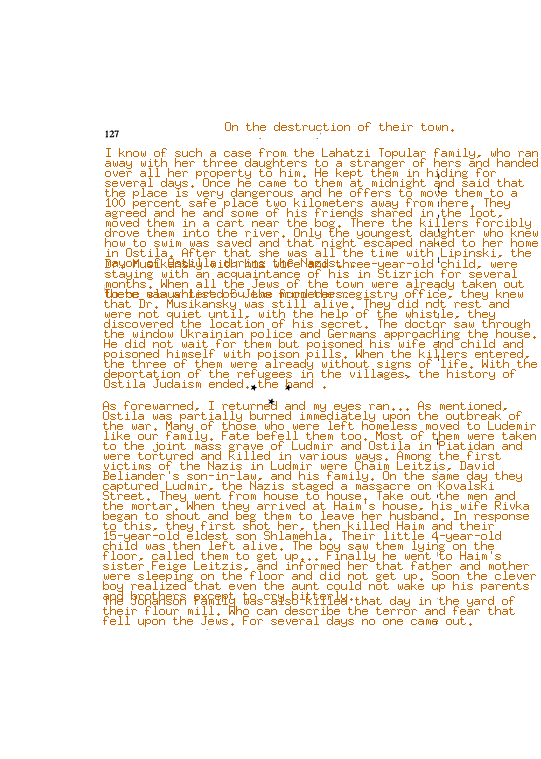 On the destruction of their town.
127
I know of such a case from the Lahatzi Topular family, who ran
away with her three daughters to a stranger of hers and handed
over all her property to him. He kept them in hiding for
several days. Once he came to them at midnight and said that
the place is very dangerous and he offers to move them to a
100 percent safe place two kilometers away from here. They
agreed and he and some of his friends shared in the loot,
moved them in a cart near the bog. There the killers forcibly
drove them into the river. Only the youngest daughter who knew
how to swim was saved and that night escaped naked to her home
in Ostila. After that she was all the time with Lipinski, the
mayor of Ostila during the Nazis.
Dr. Musikansky with his wife and three-year-old child, were
staying with an acquaintance of his in Stizrich for several
months. When all the Jews of the town were already taken out
to be slaughtered
by the registry office, they knew
that Dr. Musikansky was still alive. They did not rest and
were not quiet until, with the help of the whistle, they
discovered the location of his secret. The doctor saw through
the window Ukrainian police and Germans approaching the house.
He did not wait for them but poisoned his wife and child and
poisoned himself with poison pills. When the killers entered,
the three of them were already without signs of life. With the
deportation of the refugees in the villages, the history of
Ostila Judaism ended. the band .
As forewarned, I returned and my eyes ran... As mentioned,
Ostila was partially burned immediately upon the outbreak of
the war. Many of those who were left homeless moved to Ludemir
like our family. Fate befell them too. Most of them were taken
to the joint mass grave of Ludmir and Ostila in Piatidan and
were tortured and killed in various ways. Among the first
victims of the Nazis in Ludmir were Chaim Leitzis, David
Beliander's son-in-law, and his family. On the same day they
captured Ludmir, the Nazis staged a massacre on Kovalski
Street. They went from house to house. Take out the men and
the mortar. When they arrived at Haim's house, his wife Rivka
began to shout and beg them to leave her husband. In response
to this, they first shot her, then killed Haim and their
15-year-old eldest son Shlamehla. Their little 4-year-old
child was then left alive. The boy saw them lying on the
floor, called them to get up... Finally he went to Haim's
sister Feige Leitzis, and informed her that father and mother
were sleeping on the floor and did not get up. Soon the clever
boy realized that even the aunt could not wake up his parents
and brothers except to cry bitterly...
The Jonanson family was also killed that day in the yard of
their flour mill. Who can describe the terror and fear that
fell upon the Jews. For several days no one came out.